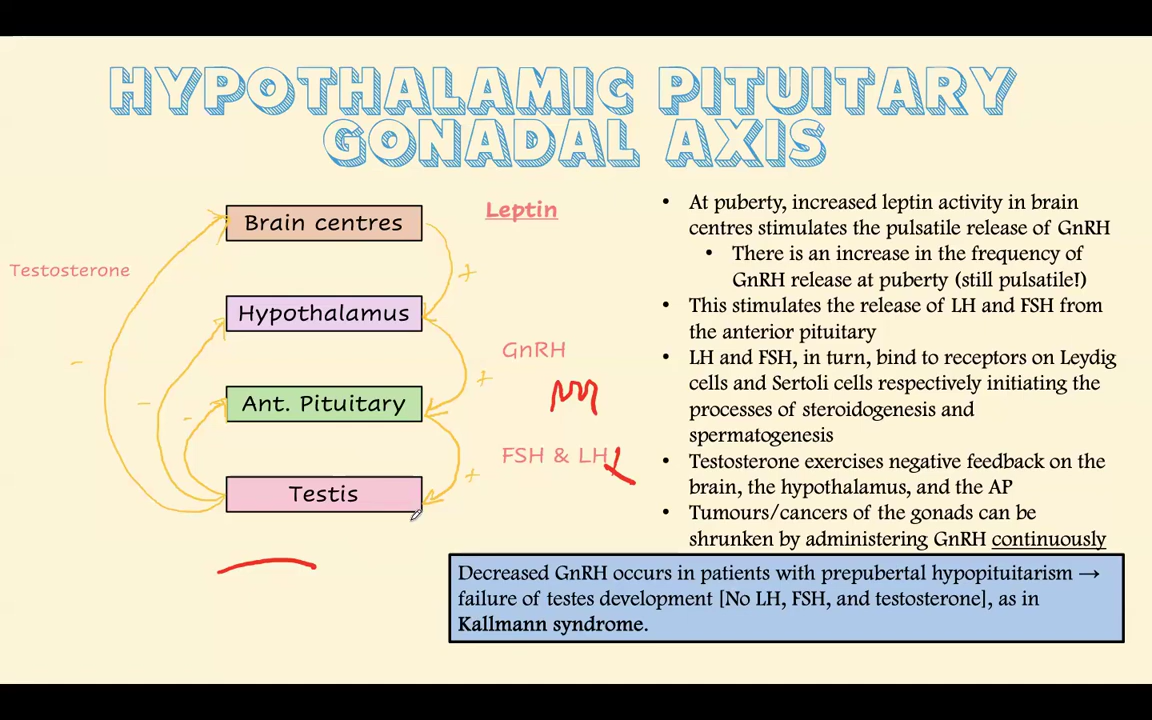 HYPOTHALAMIC PITUITARY
GONADAL AXIS
Brain centres
Leptin
Testosterone
+
Hypothalamus
GnRH
-
+
-
-
Ant. Pituitary
FSH & LH
+
Testis
• At puberty, increased leptin activity in brain
centres stimulates the pulsatile release of GnRH
• There is an increase in the frequency of
GnRH release at puberty (still pulsatile!)
• This stimulates the release of LH and FSH from
the anterior pituitary
• LH and FSH, in turn, bind to receptors on Leydig
cells and Sertoli cells respectively initiating the
processes of steroidogenesis and
spermatogenesis
• Testosterone exercises negative feedback on the
brain, the hypothalamus, and the AP
• Tumours/cancers of the gonads can be
shrunken by administering GnRH continuously
Decreased GnRH occurs in patients with prepubertal hypopituitarism →
failure of testes development [No LH, FSH, and testosterone], as in
Kallmann syndrome.